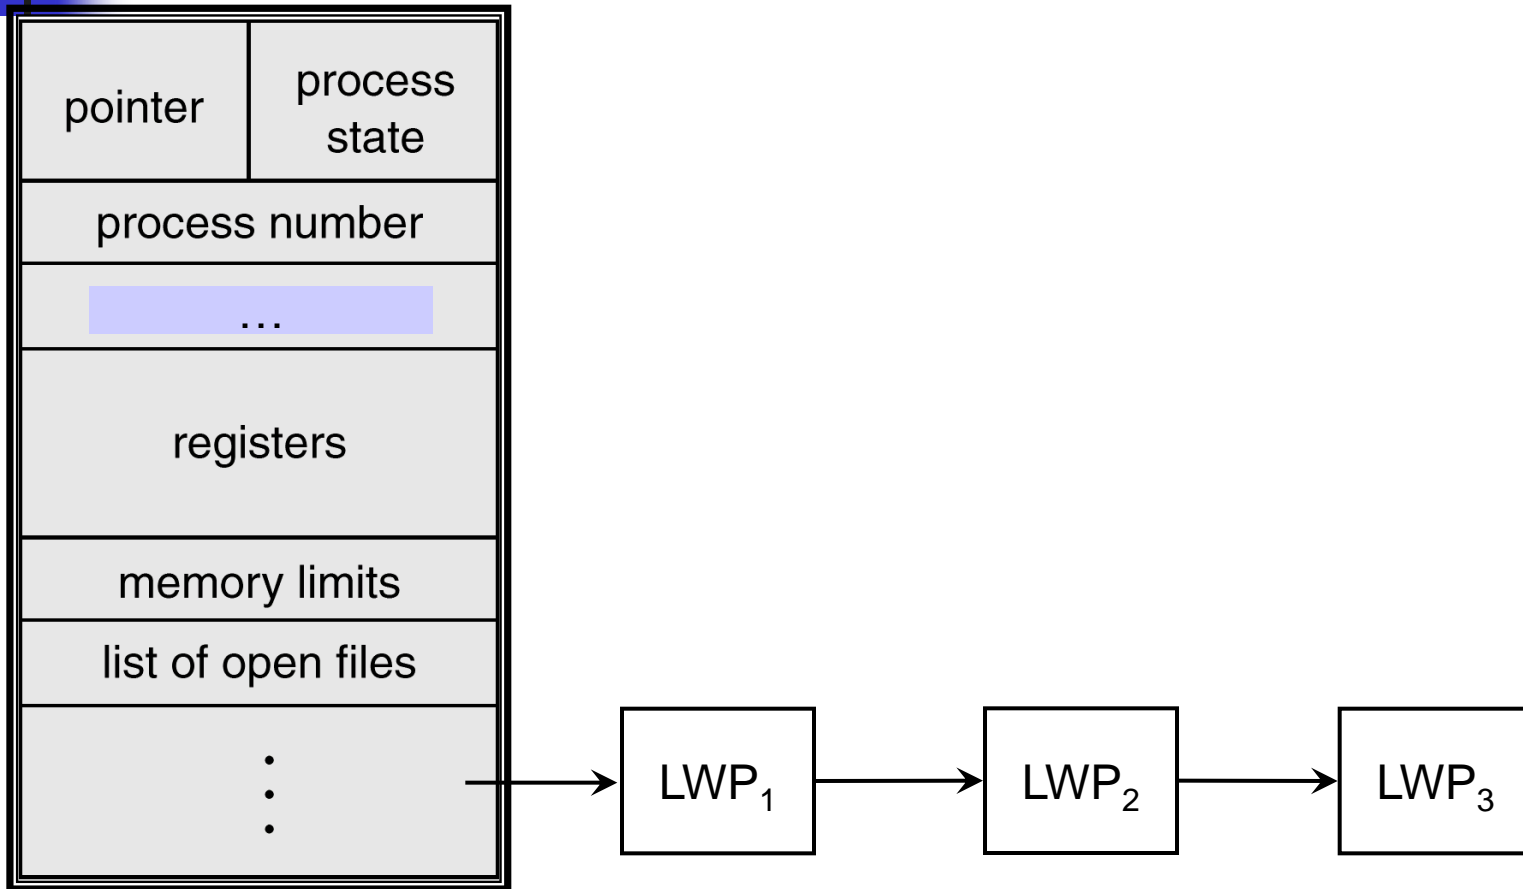 pointer
process
state
process number
…
registers
memory limits
list of open files
LWP₁
LWP₂
LWP₃